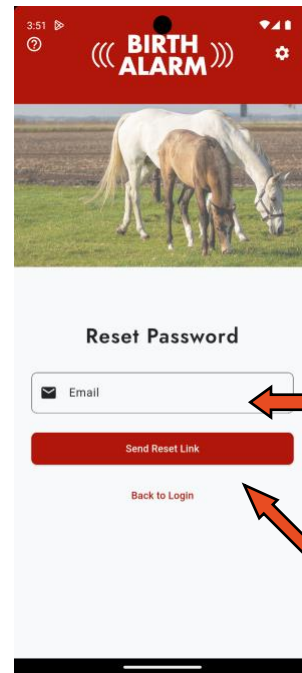 3:51
BIRTH
ALARM
Reset Password
Email
Send Reset Link
Back to Login